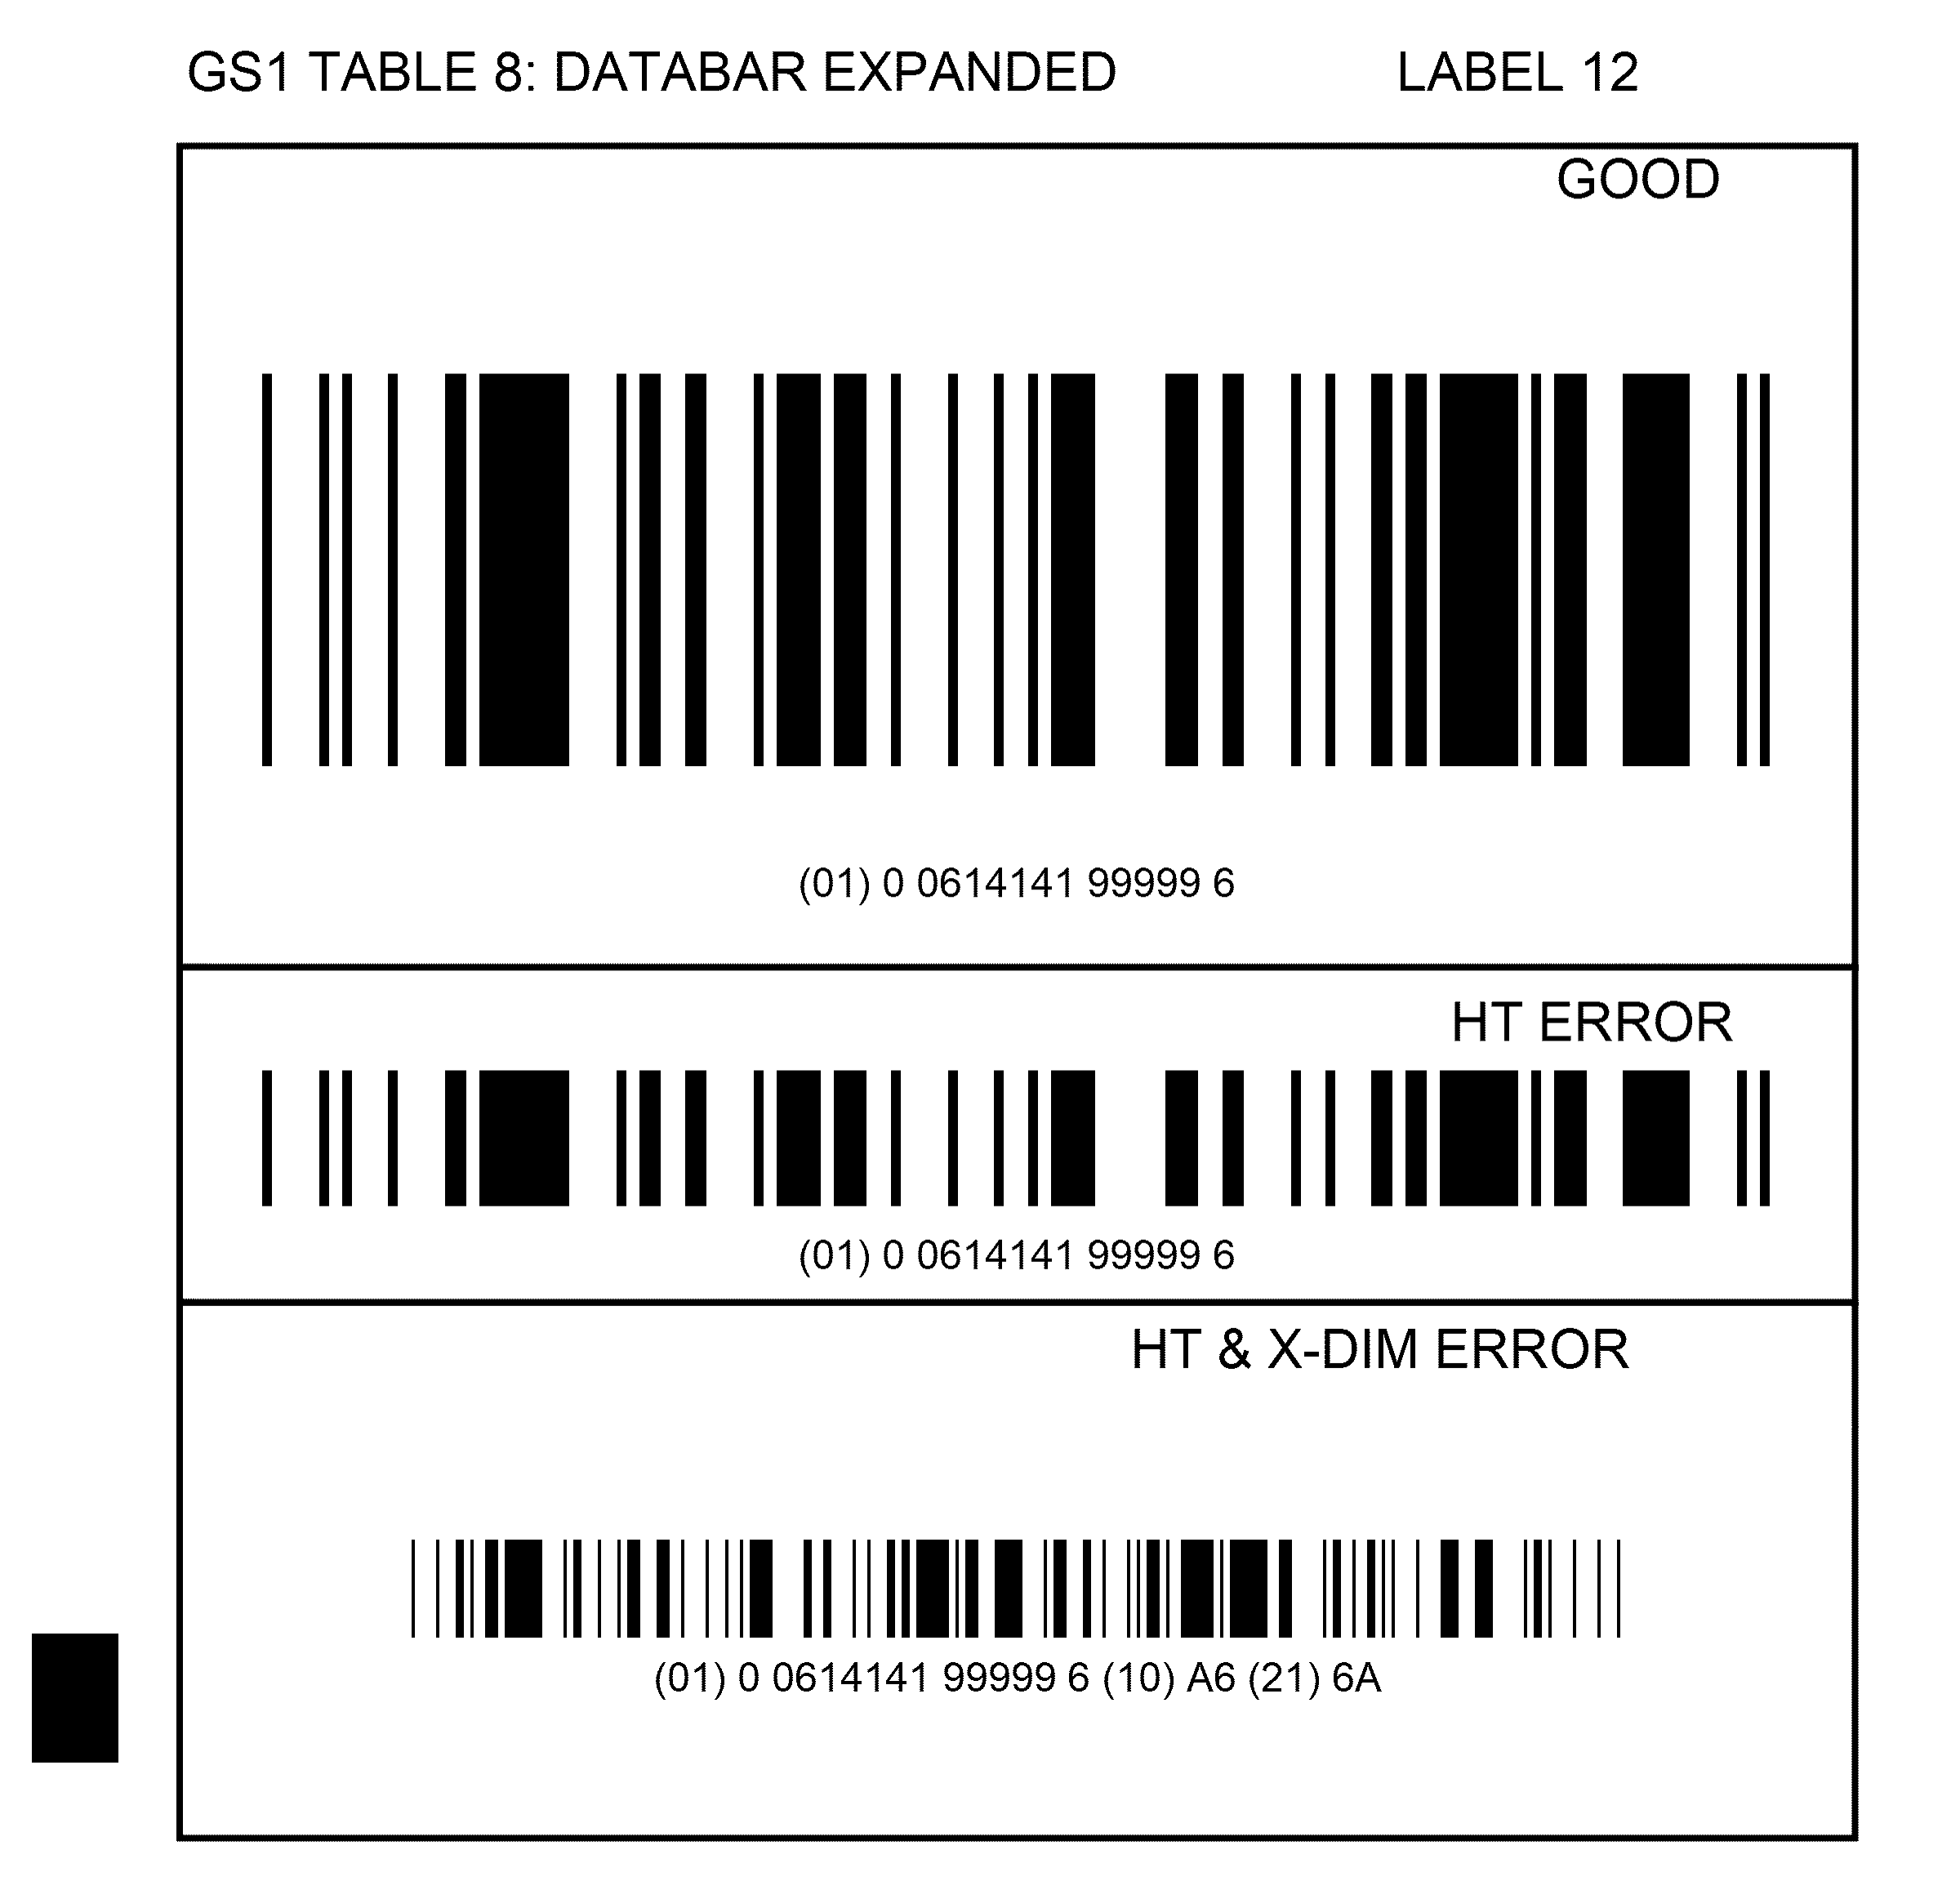 GS1 TABLE 8: DATABAR EXPANDED LABEL 12
GOOD
(01) 0 0614141 99999 6
HT ERROR
(01) 0 0614141 99999 6
HT & X-DIM ERROR
(01) 0 0614141 99999 6 (10) A6 (21) 6A